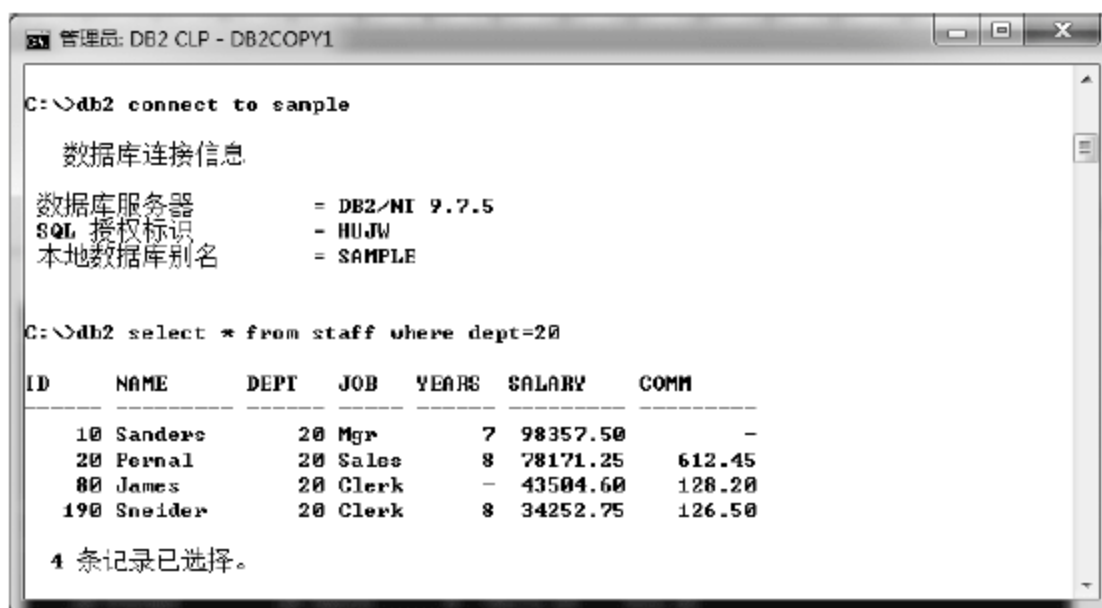 管理员: DB2 CLP - DB2COPY1
C:\>db2 connect to sample
数据库连接信息
数据库服务器 = DB2/NT 9.7.5
SQL 授权标识 = HUJW
本地数据库别名 = SAMPLE
C:\>db2 select * from staff where dept=20
ID NAME DEPT JOB YEARS SALARY COMM
------ --------- ------ ----- ------ --------- ---------
10 Sanders 20 Mgr 7 98357.50 -
20 Pernal 20 Sales 8 78171.25 612.45
80 James 20 Clerk - 43504.60 128.20
190 Sneider 20 Clerk 8 34252.75 126.50
4 条记录已选择。